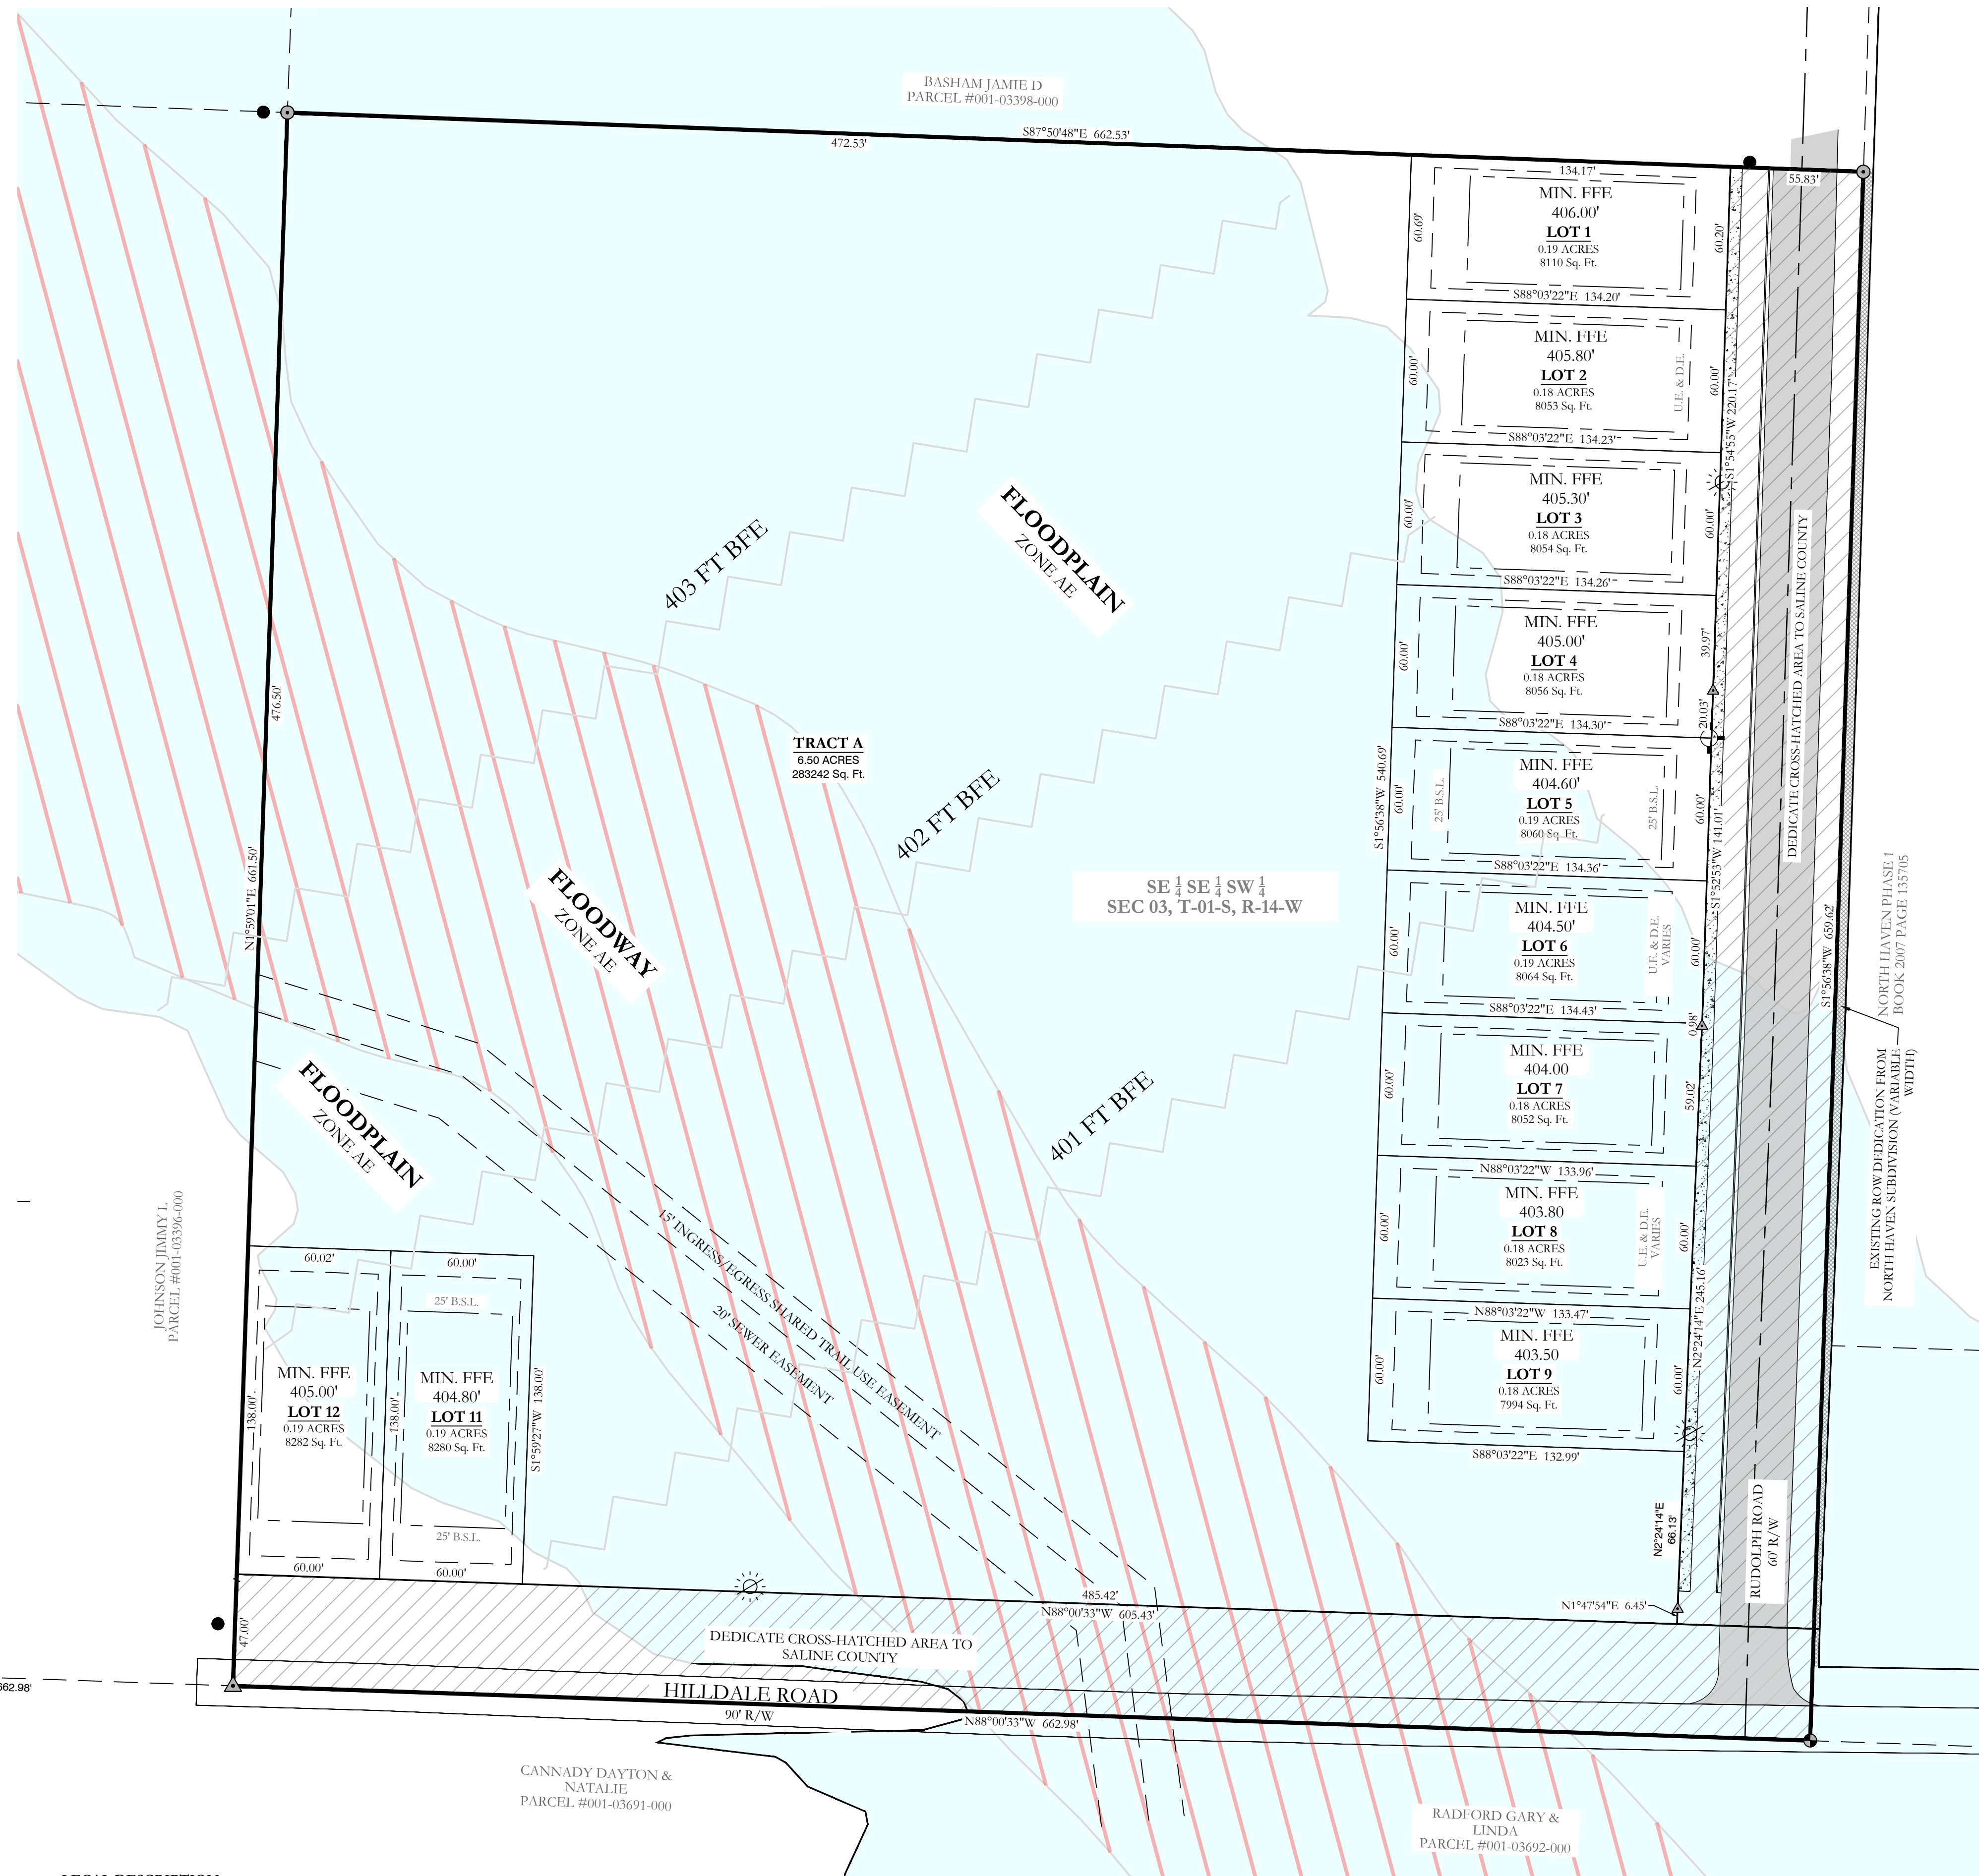 BASHAM JAMIE D
PARCEL #001-03398-000
S87°50'48"E 662.53'
472.53'
55.83'
134.17'
MIN. FFE
406.00'
LOT 1
0.19 ACRES
8110 Sq. Ft.
60.69'
60.20'
S88°03'22"E 134.20'
MIN. FFE
405.80'
LOT 2
0.18 ACRES
8053 Sq. Ft.
60.00'
U.E. & D.E.
60.00'
S1°54'55"W 220.17'
S88°03'22"E 134.23'
MIN. FFE
405.30'
LOT 3
0.18 ACRES
8054 Sq. Ft.
60.00'
60.00'
S88°03'22"E 134.26'
MIN. FFE
405.00'
LOT 4
0.18 ACRES
8056 Sq. Ft.
60.00'
39.97'
20.03'
S88°03'22"E 134.30'
MIN. FFE
404.60'
LOT 5
0.19 ACRES
8060 Sq. Ft.
S1°56'38"W 540.69'
60.00'
25' B.S.L.
25' B.S.L.
60.00'
S1°52'53"W 141.01'
S88°03'22"E 134.36'
MIN. FFE
404.50'
LOT 6
0.19 ACRES
8064 Sq. Ft.
60.00'
U.E. & D.E.
VARIES
60.00'
S88°03'22"E 134.43'
0.98'
MIN. FFE
404.00
LOT 7
0.18 ACRES
8052 Sq. Ft.
60.00'
59.02'
N88°03'22"W 133.96'
MIN. FFE
403.80
LOT 8
0.18 ACRES
8023 Sq. Ft.
60.00'
U.E. & D.E.
VARIES
60.00'
N2°24'14"E 245.16'
N88°03'22"W 133.47'
MIN. FFE
403.50
LOT 9
0.18 ACRES
7994 Sq. Ft.
60.00'
60.00'
S88°03'22"E 132.99'
N2°24'14"E
66.13'
N1°47'54"E 6.45'
DEDICATE CROSS-HATCHED AREA TO SALINE COUNTY
RUDOLPH ROAD
60' R/W
S1°56'38"W 659.62'
NORTH HAVEN PHASE 1
BOOK 2007 PAGE 135705
EXISTING ROW DEDICATION FROM
NORTH HAVEN SUBDIVISION (VARIABLE
WIDTH)
FLOODPLAIN
ZONE AE
403 FT BFE
476.50'
TRACT A
6.50 ACRES
283242 Sq. Ft.
402 FT BFE
SE 1/4 SE 1/4 SW 1/4
SEC 03, T-01-S, R-14-W
N1°59'01"E 661.50'
FLOODWAY
ZONE AE
401 FT BFE
FLOODPLAIN
ZONE AE
JOHNSON JIMMY L
PARCEL #001-03396-000
15' INGRESS/EGRESS SHARED TRAIL USE EASEMENT
20' SEWER EASEMENT
60.02'
60.00'
25' B.S.L.
MIN. FFE
405.00'
LOT 12
0.19 ACRES
8282 Sq. Ft.
138.00'
MIN. FFE
404.80'
LOT 11
0.19 ACRES
8280 Sq. Ft.
138.00'
S1°59'27"W 138.00'
25' B.S.L.
60.00'
60.00'
47.00'
485.42'
N88°00'33"W 605.43'
DEDICATE CROSS-HATCHED AREA TO
SALINE COUNTY
662.98'
HILLDALE ROAD
90' R/W
N88°00'33"W 662.98'
CANNADY DAYTON &
NATALIE
PARCEL #001-03691-000
RADFORD GARY &
LINDA
PARCEL #001-03692-000
LEGAL DESCRIPTION